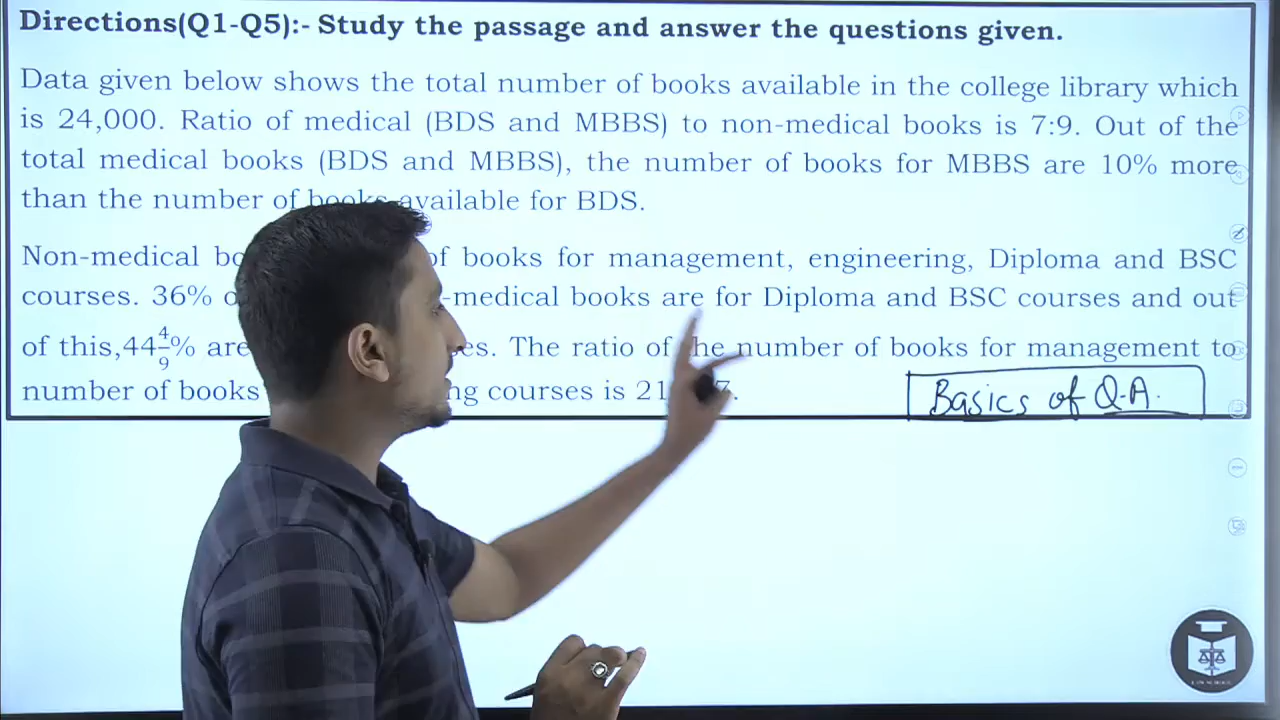 Directions(Q1-Q5):- Study the passage and answer the questions given.
Data given below shows the total number of books available in the college library which
is 24,000. Ratio of medical (BDS and MBBS) to non-medical books is 7:9. Out of the
total medical books (BDS and MBBS), the number of books for MBBS are 10% more
than the number of books available for BDS.
Non-medical of books for management, engineering, Diploma and BSC
courses. 36% -medical books are for Diploma and BSC courses and out
of this,44 4/9% are The ratio of the number of books for management to
number of books courses is 21
Basics of Q.A.